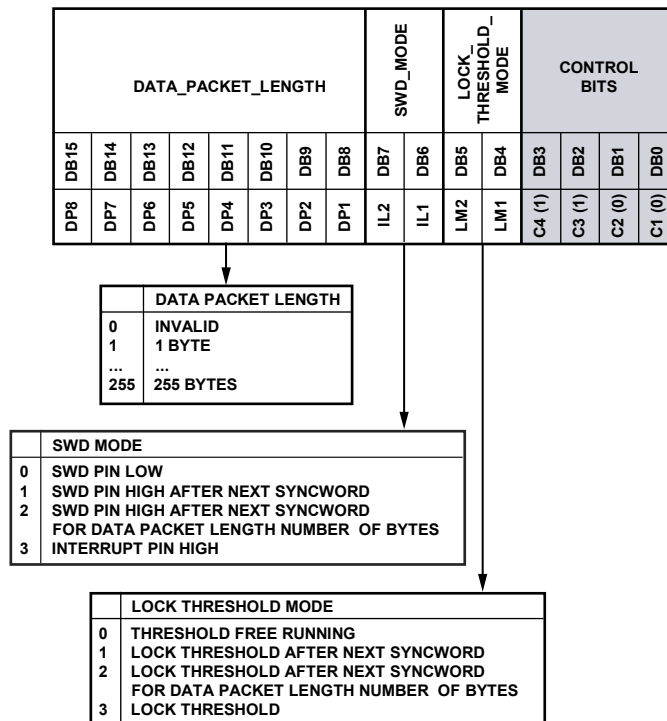 DATA_PACKET_LENGTH
SWD_MODE
LOCK_
THRESHOLD_
MODE
CONTROL
BITS
DB15 DB14 DB13 DB12 DB11 DB10 DB9 DB8 DB7 DB6 DB5 DB4 DB3 DB2 DB1 DB0
DP8 DP7 DP6 DP5 DP4 DP3 DP2 DP1 IL2 IL1 LM2 LM1 C4 (1) C3 (1) C2 (0) C1 (0)
DATA PACKET LENGTH
0 INVALID
1 1 BYTE
... ...
255 255 BYTES
SWD MODE
0 SWD PIN LOW
1 SWD PIN HIGH AFTER NEXT SYNCWORD
2 SWD PIN HIGH AFTER NEXT SYNCWORD
FOR DATA PACKET LENGTH NUMBER OF BYTES
3 INTERRUPT PIN HIGH
LOCK THRESHOLD MODE
0 THRESHOLD FREE RUNNING
1 LOCK THRESHOLD AFTER NEXT SYNCWORD
2 LOCK THRESHOLD AFTER NEXT SYNCWORD
FOR DATA PACKET LENGTH NUMBER OF BYTES
3 LOCK THRESHOLD